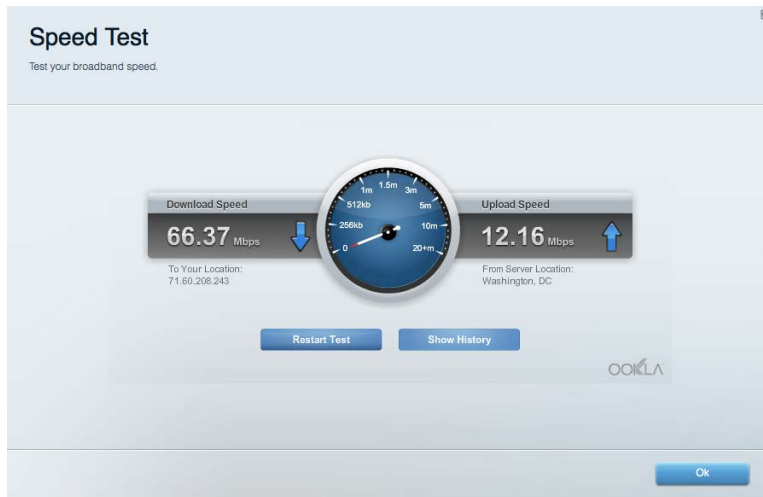 Speed Test
Test your broadband speed.
Download Speed
66.37 Mbps
To Your Location:
71.60.208.243
0
256kb
512kb
1m
1.5m
3m
5m
10m
20+m
Upload Speed
12.16 Mbps
From Server Location:
Washington, DC
Restart Test
Show History
OOKLA
Ok